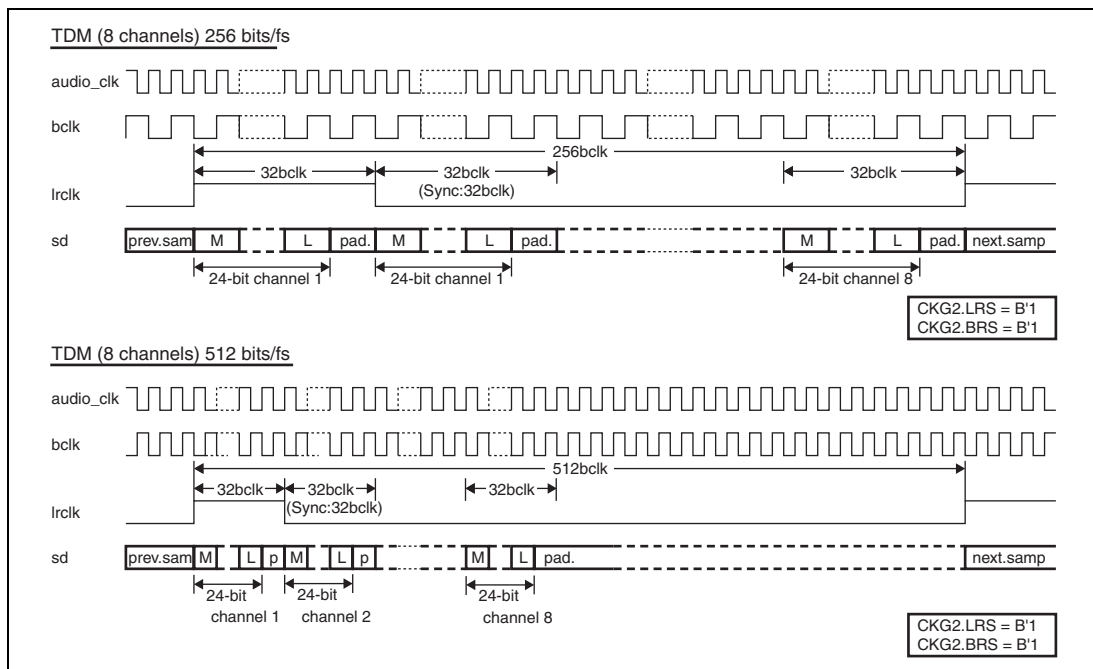 TDM (8 channels) 256 bits/fs
audio_clk
bclk
256bclk
32bclk
32bclk
32bclk
(Sync:32bclk)
lrclk
sd
prev.sam
M
L
pad.
M
L
pad.
M
L
pad.
next.samp
24-bit channel 1
24-bit channel 1
24-bit channel 8
CKG2.LRS = B'1
CKG2.BRS = B'1
TDM (8 channels) 512 bits/fs
audio_clk
bclk
512bclk
32bclk
32bclk
32bclk
(Sync:32bclk)
lrclk
sd
prev.sam
M
L
p
M
L
p
M
L
pad.
next.samp
24-bit
channel 1
24-bit
channel 2
24-bit
channel 8
CKG2.LRS = B'1
CKG2.BRS = B'1